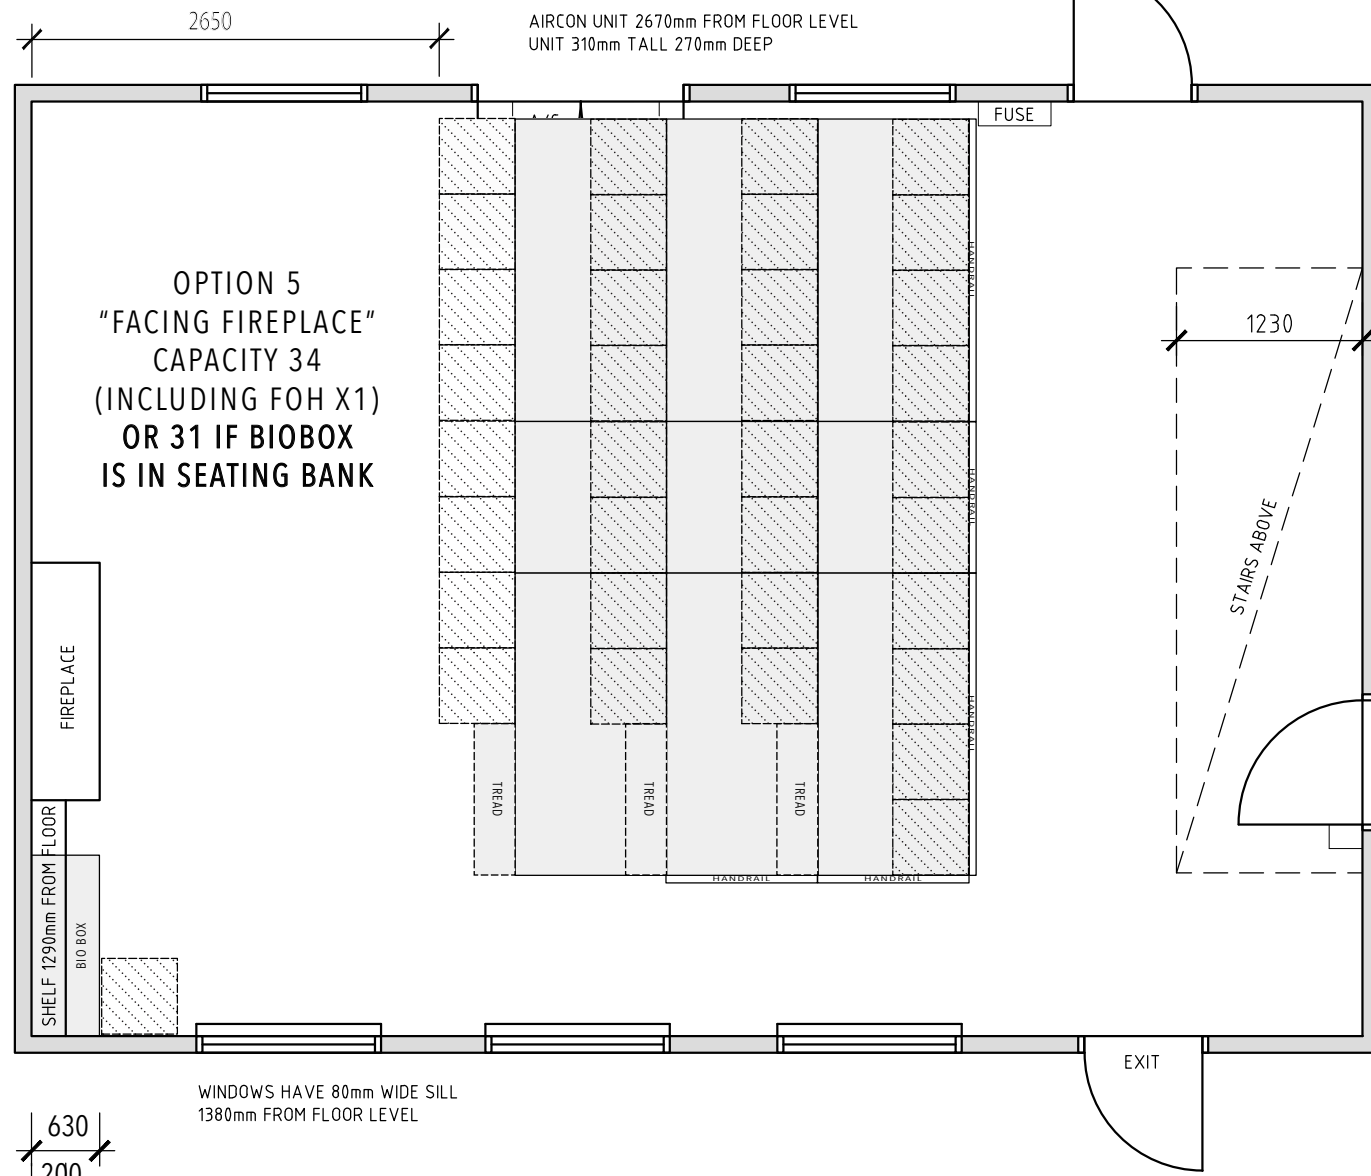 2650
AIRCON UNIT 2670mm FROM FLOOR LEVEL
UNIT 310mm TALL 270mm DEEP
FUSE
OPTION 5
“FACING FIREPLACE”
CAPACITY 34
(INCLUDING FOH X1)
OR 31 IF BIOBOX
IS IN SEATING BANK
HANDRAIL
1230
HANDRAIL
STAIRS ABOVE
FIREPLACE
HANDRAIL
TREAD
TREAD
TREAD
HANDRAIL
HANDRAIL
SHELF 1290mm FROM FLOOR
BIO BOX
EXIT
WINDOWS HAVE 80mm WIDE SILL
1380mm FROM FLOOR LEVEL
630
200